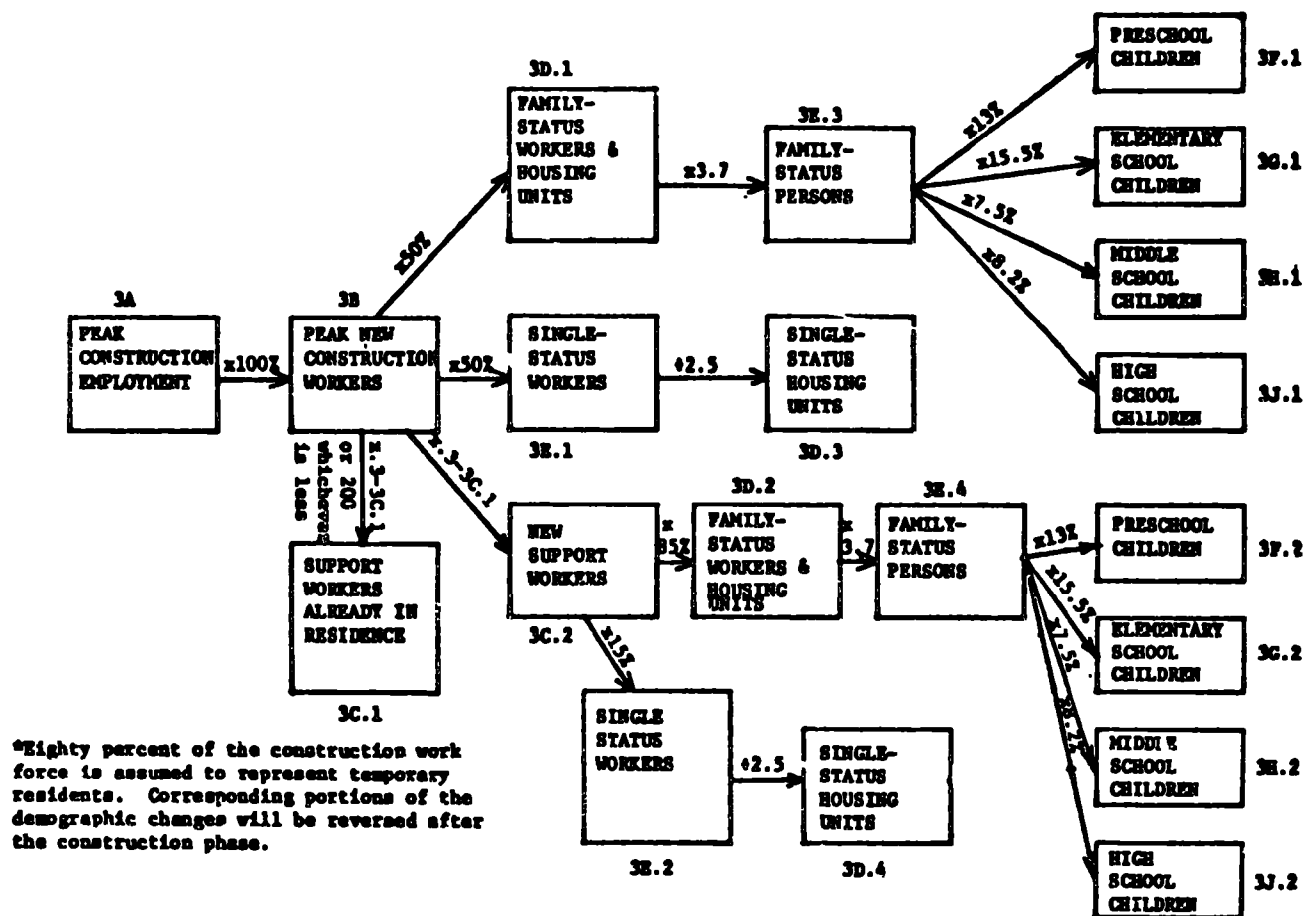 PRESCHOOL
CHILDREN
3F.1
3D.1
FAMILY-
STATUS
WORKERS &
HOUSING
UNITS
x3.7
3E.3
FAMILY-
STATUS
PERSONS
x13%
x15.5%
x7.5%
x8.2%
ELEMENTARY
SCHOOL
CHILDREN
3G.1
MIDDLE
SCHOOL
CHILDREN
3H.1
HIGH
SCHOOL
CHILDREN
3J.1
x50%
3A
PEAK
CONSTRUCTION
EMPLOYMENT
x100%
3B
PEAK NEW
CONSTRUCTION
WORKERS
x50%
SINGLE-
STATUS
WORKERS
3E.1
÷2.5
SINGLE-
STATUS
HOUSING
UNITS
3D.3
x.3-3C.1
or 200
whichever
is less
x.3-3C.1
SUPPORT
WORKERS
ALREADY IN
RESIDENCE
3C.1
NEW
SUPPORT
WORKERS
3C.2
x
85%
3D.2
FAMILY-
STATUS
WORKERS &
HOUSING
UNITS
x
3.7
3E.4
FAMILY-
STATUS
PERSONS
x13%
x15.5%
x7.5%
x8.2%
PRESCHOOL
CHILDREN
3F.2
ELEMENTARY
SCHOOL
CHILDREN
3G.2
MIDDLE
SCHOOL
CHILDREN
3H.2
HIGH
SCHOOL
CHILDREN
3J.2
x15%
SINGLE
STATUS
WORKERS
3E.2
÷2.5
SINGLE-
STATUS
HOUSING
UNITS
3D.4
*Eighty percent of the construction work
force is assumed to represent temporary
residents. Corresponding portions of the
demographic changes will be reversed after
the construction phase.